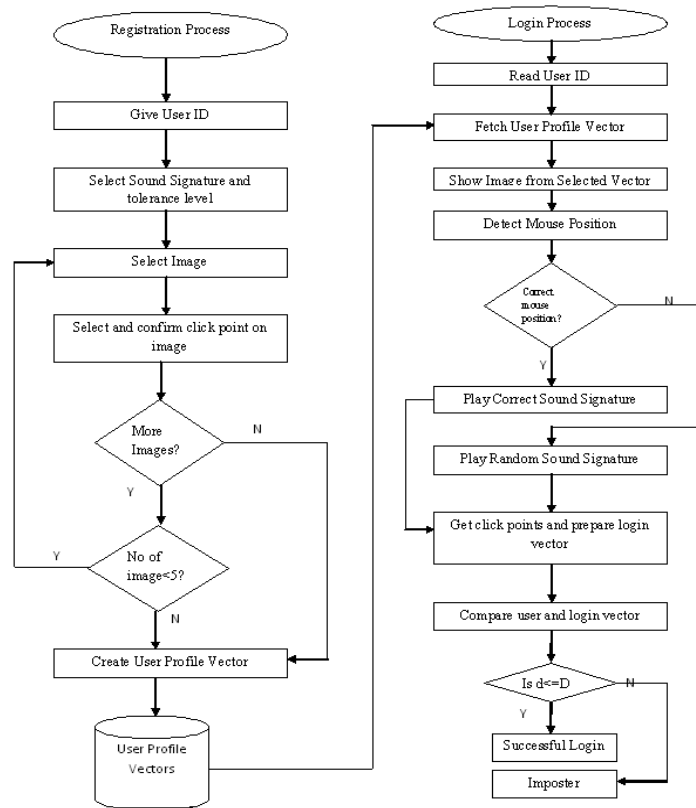 Registration Process
Give User ID
Select Sound Signature and
tolerance level
Select Image
Select and confirm click point on
image
More
Images?
N
Y
No of
image<5?
Y
N
Create User Profile Vector
User Profile
Vectors
Login Process
Read User ID
Fetch User Profile Vector
Show Image from Selected Vector
Detect Mouse Position
Correct
mouse
position?
N
Y
Play Correct Sound Signature
Play Random Sound Signature
Get click points and prepare login
vector
Compare user and login vector
Is d<=D
N
Y
Successful Login
Imposter